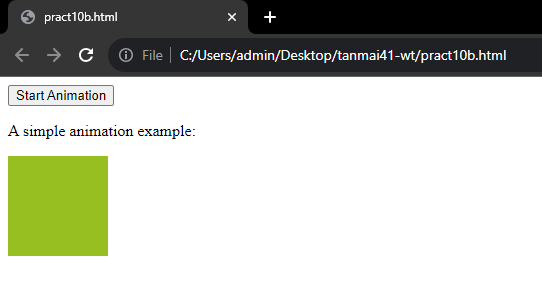 pract10b.html
File C:/Users/admin/Desktop/tanmai41-wt/pract10b.html
Start Animation
A simple animation example: